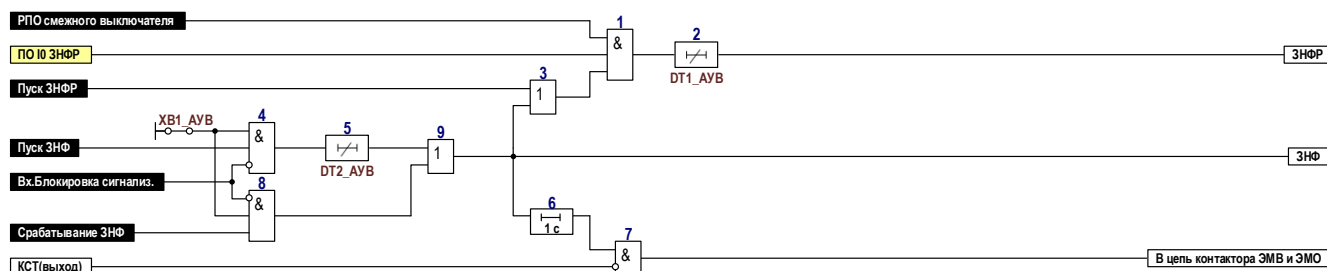 РПО смежного выключателя
1
&
2
DT1_АУВ
ЗНФР
ПО I0 ЗНФР
Пуск ЗНФР
3
1
XB1_АУВ
4
&
5
DT2_АУВ
9
1
Пуск ЗНФ
ЗНФ
Вх.Блокировка сигнализ.
8
&
6
1 с
Срабатывание ЗНФ
7
&
КСТ(выход)
В цепь контактора ЭМВ и ЭМО